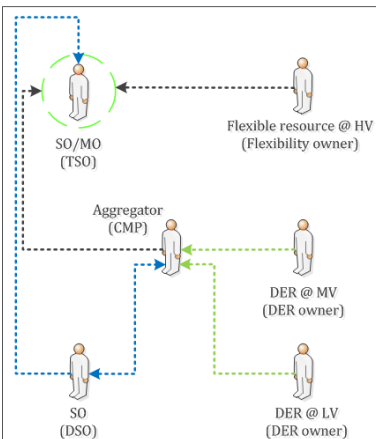 SO/MO
(TSO)
Flexible resource @ HV
(Flexibility owner)
Aggregator
(CMP)
DER @ MV
(DER owner)
SO
(DSO)
DER @ LV
(DER owner)